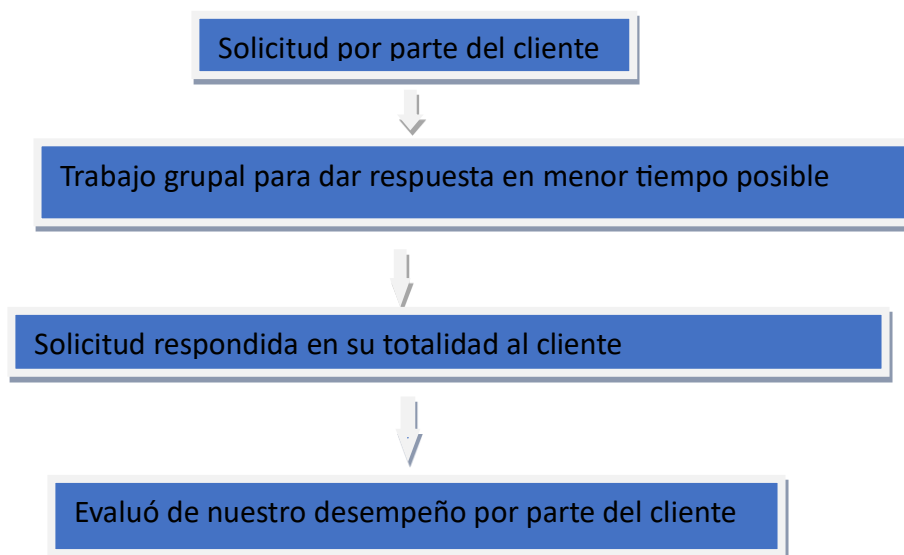 Solicitud por parte del cliente
Trabajo grupal para dar respuesta en menor tiempo posible
Solicitud respondida en su totalidad al cliente
Evaluó de nuestro desempeño por parte del cliente